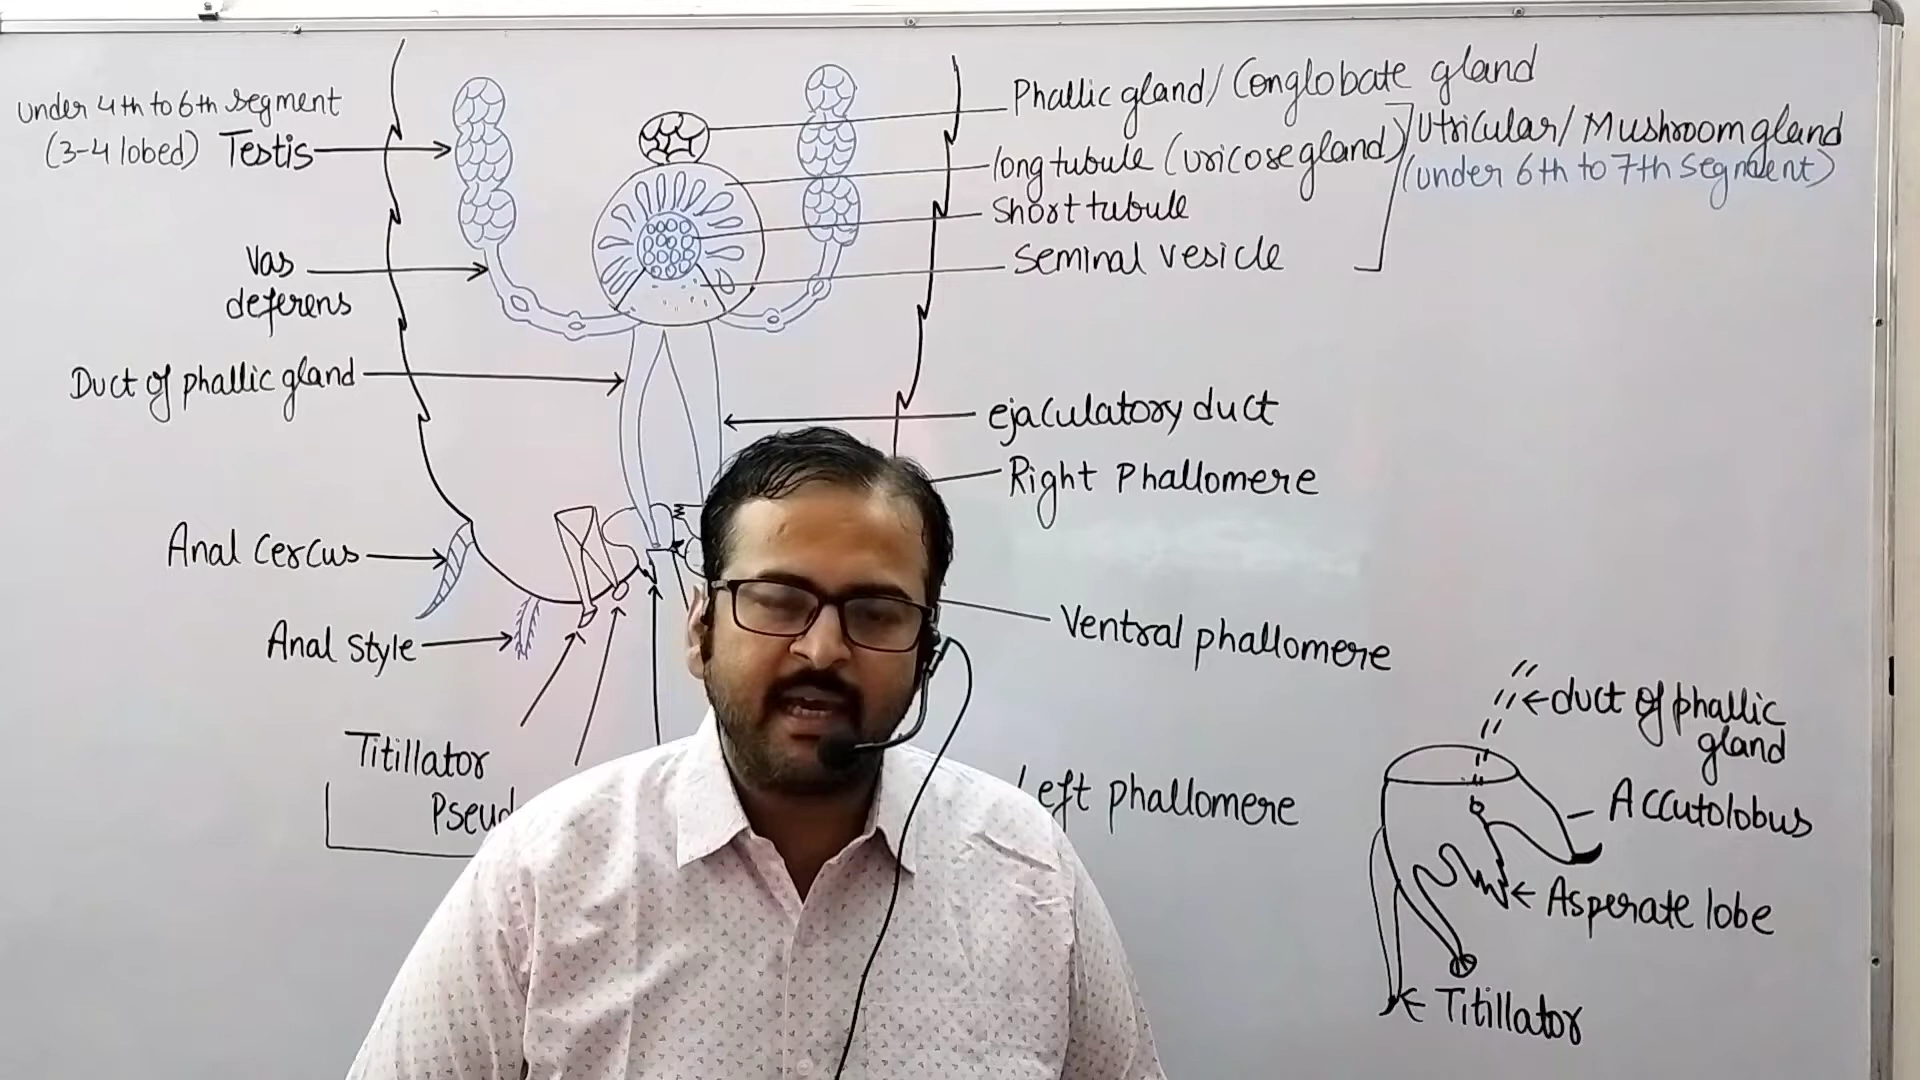 under 4th to 6th segment
(3-4 lobed) Testis
Vas
deferens
Duct of phallic gland
Anal Cercus
Anal Style
Titillator
Phallic gland/Conglobate gland
long tubule (uricose gland)
Short tubule
Seminal vesicle
Utricular/Mushroom gland
(under 6th to 7th segment)
ejaculatory duct
Right Phallomere
Ventral phallomere
left phallomere
duct of phallic
gland
Accutolobus
Asperate lobe
Titillator